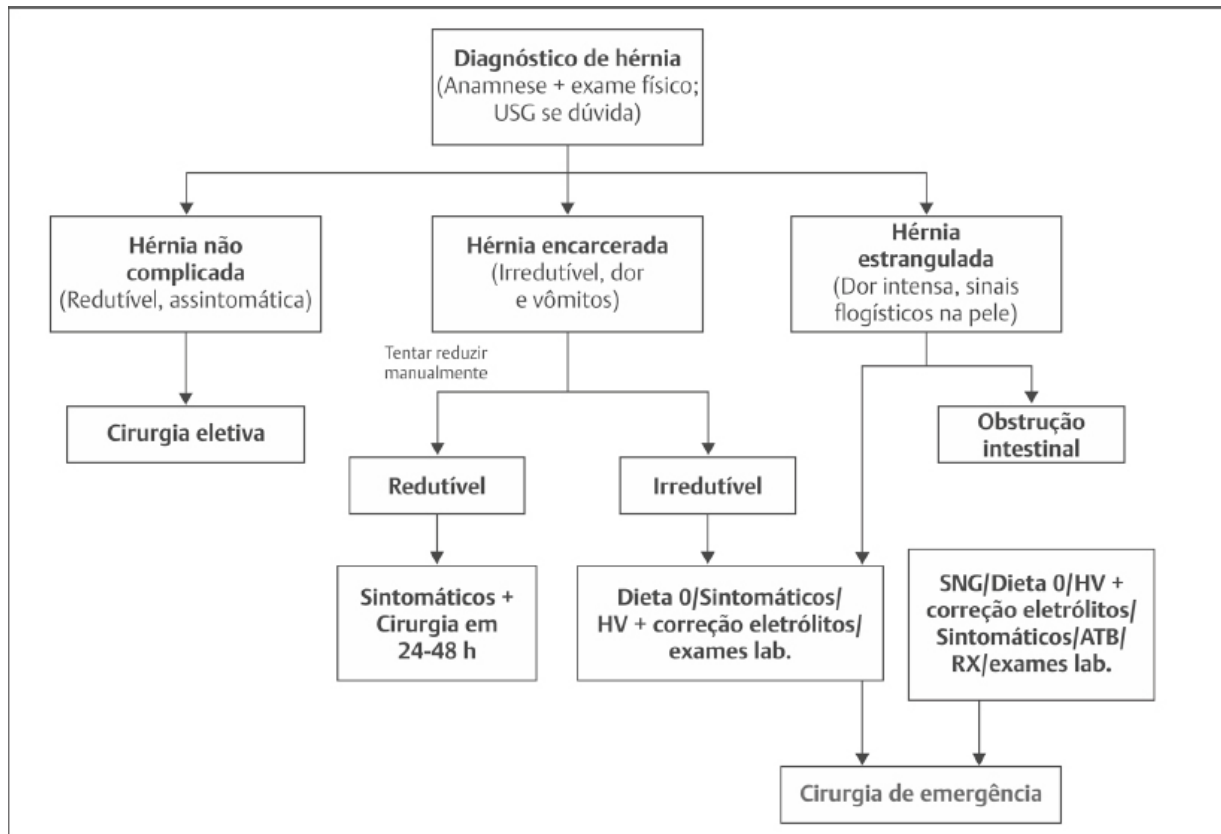 Diagnóstico de hérnia
(Anamnese + exame físico;
USG se dúvida)
Hérnia não
complicada
(Redutível, assintomática)
Hérnia encarcerada
(Irredutível, dor
e vômitos)
Hérnia
estrangulada
(Dor intensa, sinais
flogísticos na pele)
Tentar reduzir
manualmente
Cirurgia eletiva
Obstrução
intestinal
Redutível
Irredutível
Sintomáticos +
Cirurgia em
24-48 h
Dieta 0/Sintomáticos/
HV + correção eletrólitos/
exames lab.
SNG/Dieta 0/HV +
correção eletrólitos/
Sintomáticos/ATB/
RX/exames lab.
Cirurgia de emergência